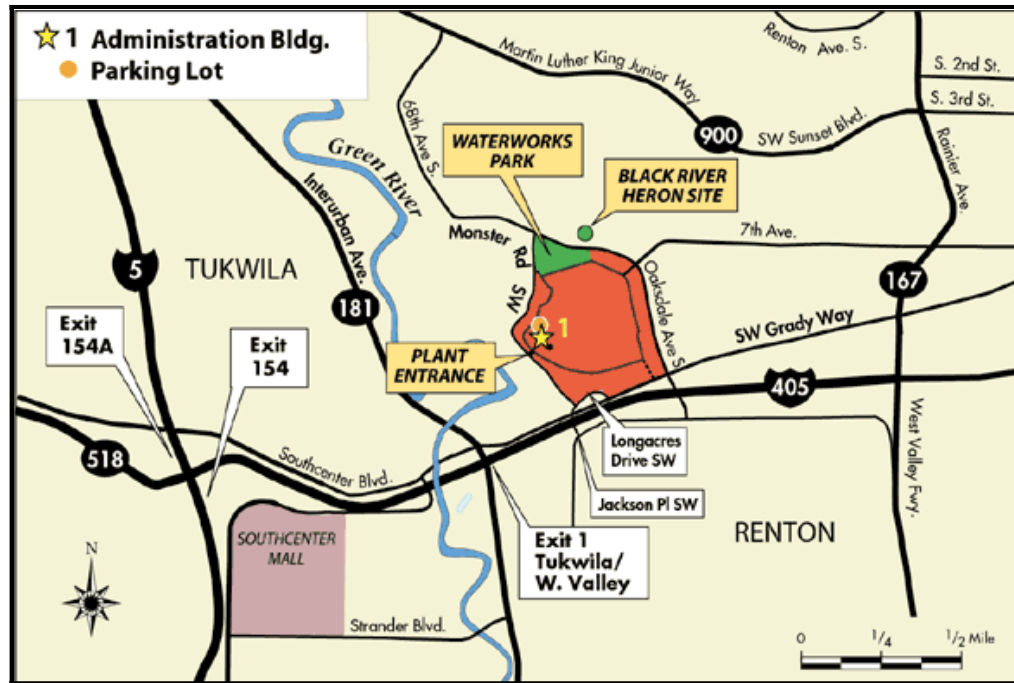 1 Administration Bldg.
Parking Lot
Renton Ave. S.
Martin Luther King Junior Way
S. 2nd St.
S. 3rd St.
900
SW Sunset Blvd.
68th Ave S.
WATERWORKS
PARK
BLACK RIVER
HERON SITE
Rainier Ave.
Green River
Interurban Ave.
Monster Rd SW
7th Ave.
5
TUKWILA
181
167
Oaksdale Ave S
Exit
154A
Exit
154
1
PLANT
ENTRANCE
SW Grady Way
405
518
Southcenter Blvd.
Longacres
Drive SW
Jackson Pl SW
West Valley Fwy.
SOUTHCENTER
MALL
Exit 1
Tukwila/
W. Valley
RENTON
N
Strander Blvd.
0 1/4 1/2 Mile